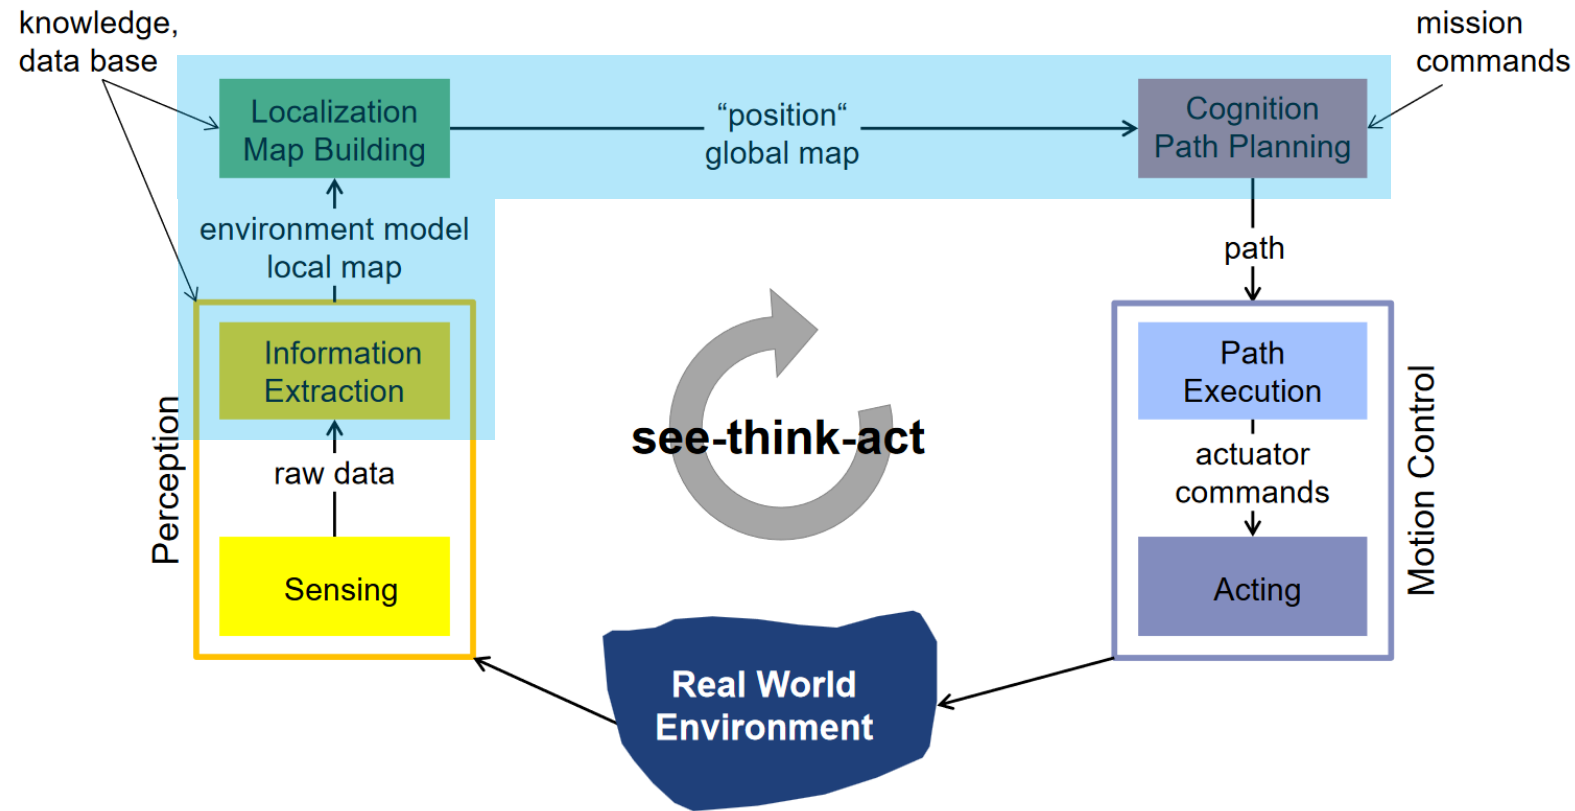 knowledge,
data base
mission
commands
Localization
Map Building
“position“
global map
Cognition
Path Planning
environment model
local map
path
Information
Extraction
Path
Execution
see-think-act
Perception
raw data
actuator
commands
Motion Control
Sensing
Acting
Real World
Environment